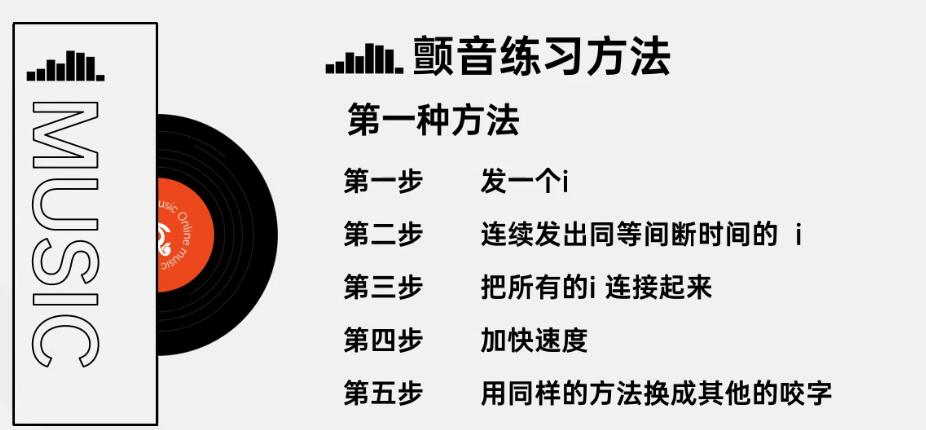 MUSIC
usic Online music
颤音练习方法
第一种方法
第一步 发一个i
第二步 连续发出同等间断时间的 i
第三步 把所有的i 连接起来
第四步 加快速度
第五步 用同样的方法换成其他的咬字